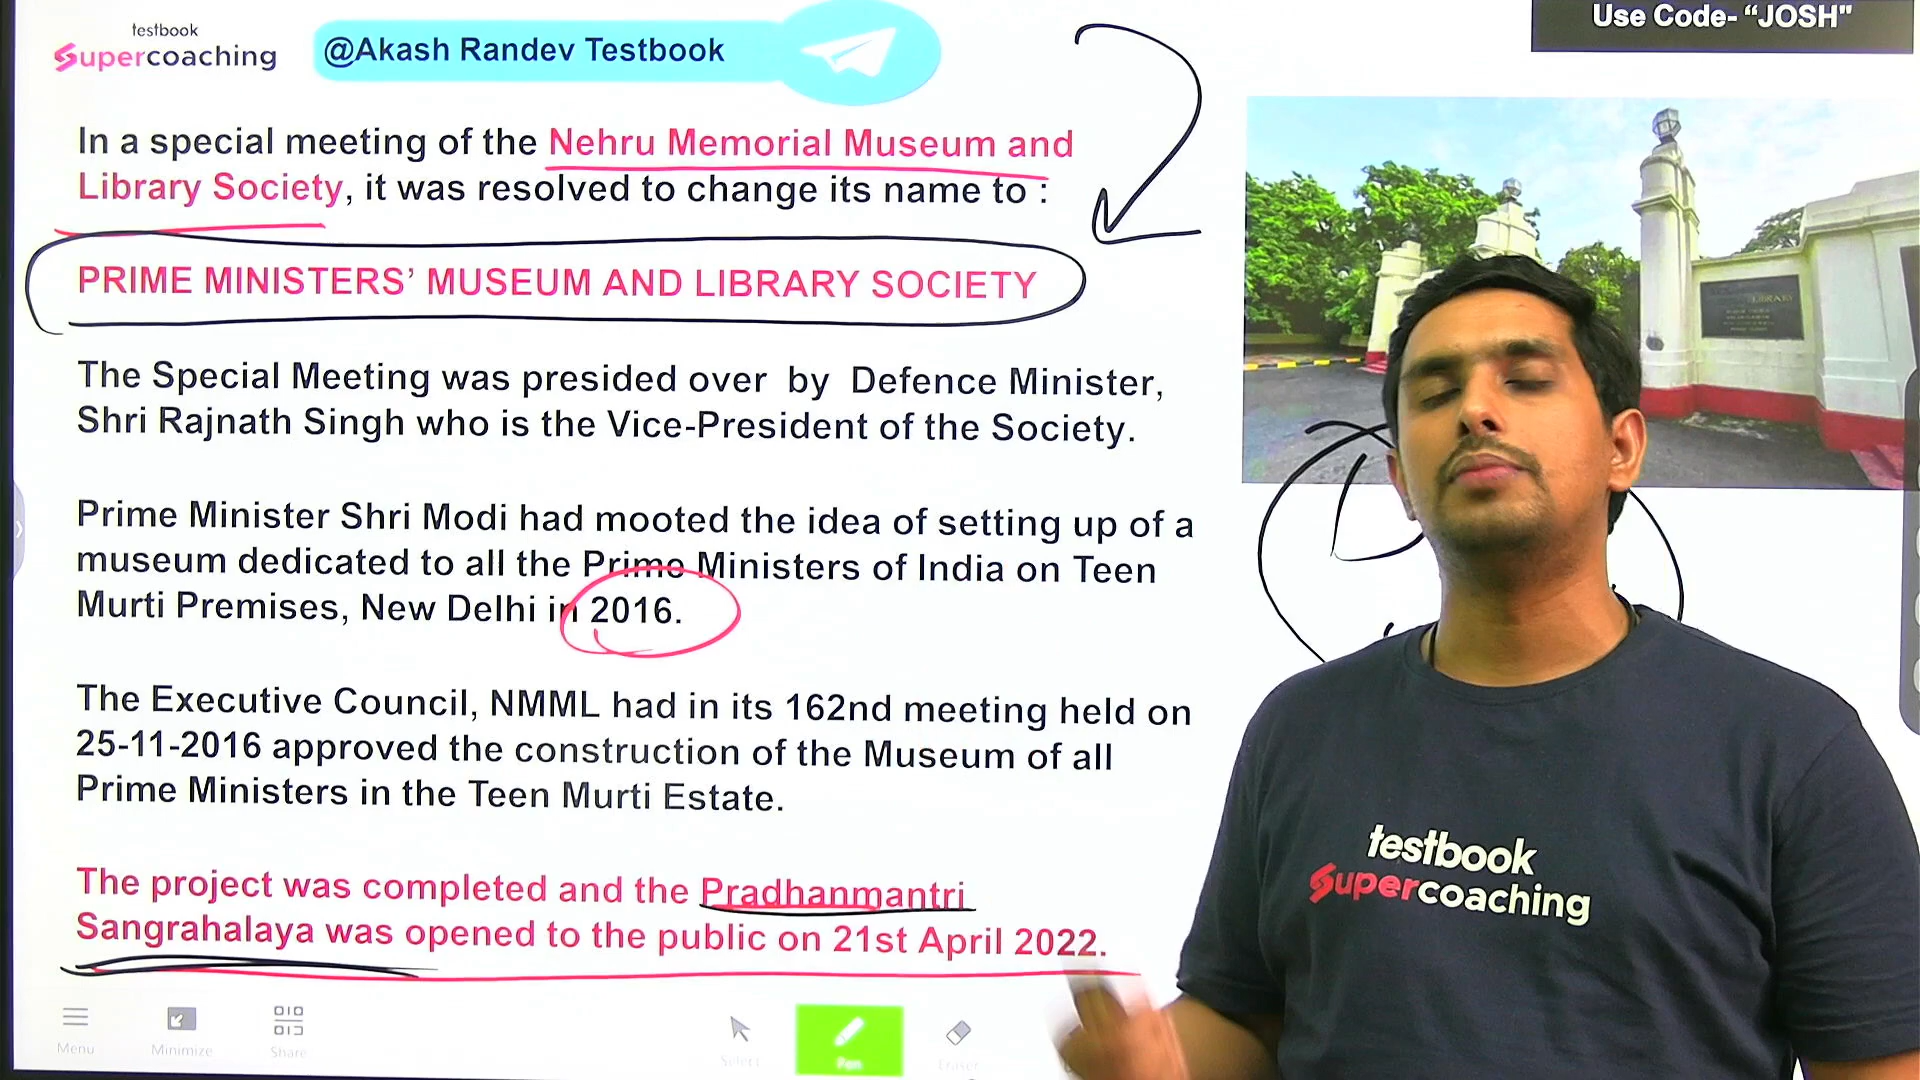 testbook
Supercoaching
@Akash Randev Testbook
Use Code- “JOSH"
In a special meeting of the Nehru Memorial Museum and
Library Society, it was resolved to change its name to :
PRIME MINISTERS’ MUSEUM AND LIBRARY SOCIETY
The Special Meeting was presided over by Defence Minister,
Shri Rajnath Singh who is the Vice-President of the Society.
Prime Minister Shri Modi had mooted the idea of setting up of a
museum dedicated to all the Prime Ministers of India on Teen
Murti Premises, New Delhi in 2016.
The Executive Council, NMML had in its 162nd meeting held on
25-11-2016 approved the construction of the Museum of all
Prime Ministers in the Teen Murti Estate.
The project was completed and the Pradhanmantri
Sangrahalaya was opened to the public on 21st April 2022.
LIBRARY
testbook
Supercoaching
Menu
Minimize
Share
Select
Pen
Eraser